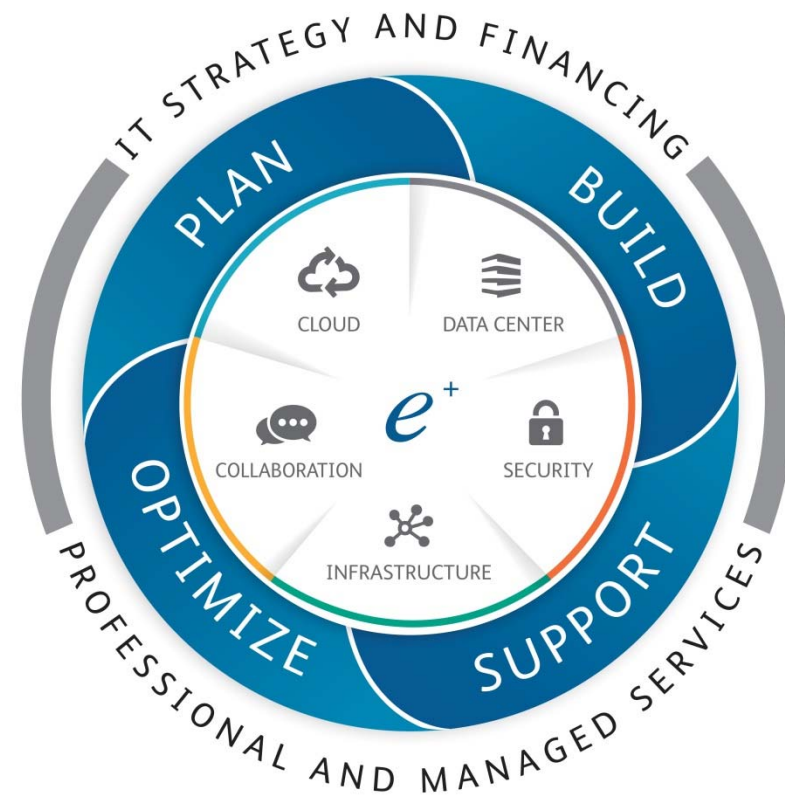 IT STRATEGY AND FINANCING
PLAN
BUILD
CLOUD
DATA CENTER
e+
COLLABORATION
SECURITY
INFRASTRUCTURE
OPTIMIZE
SUPPORT
PROFESSIONAL AND MANAGED SERVICES